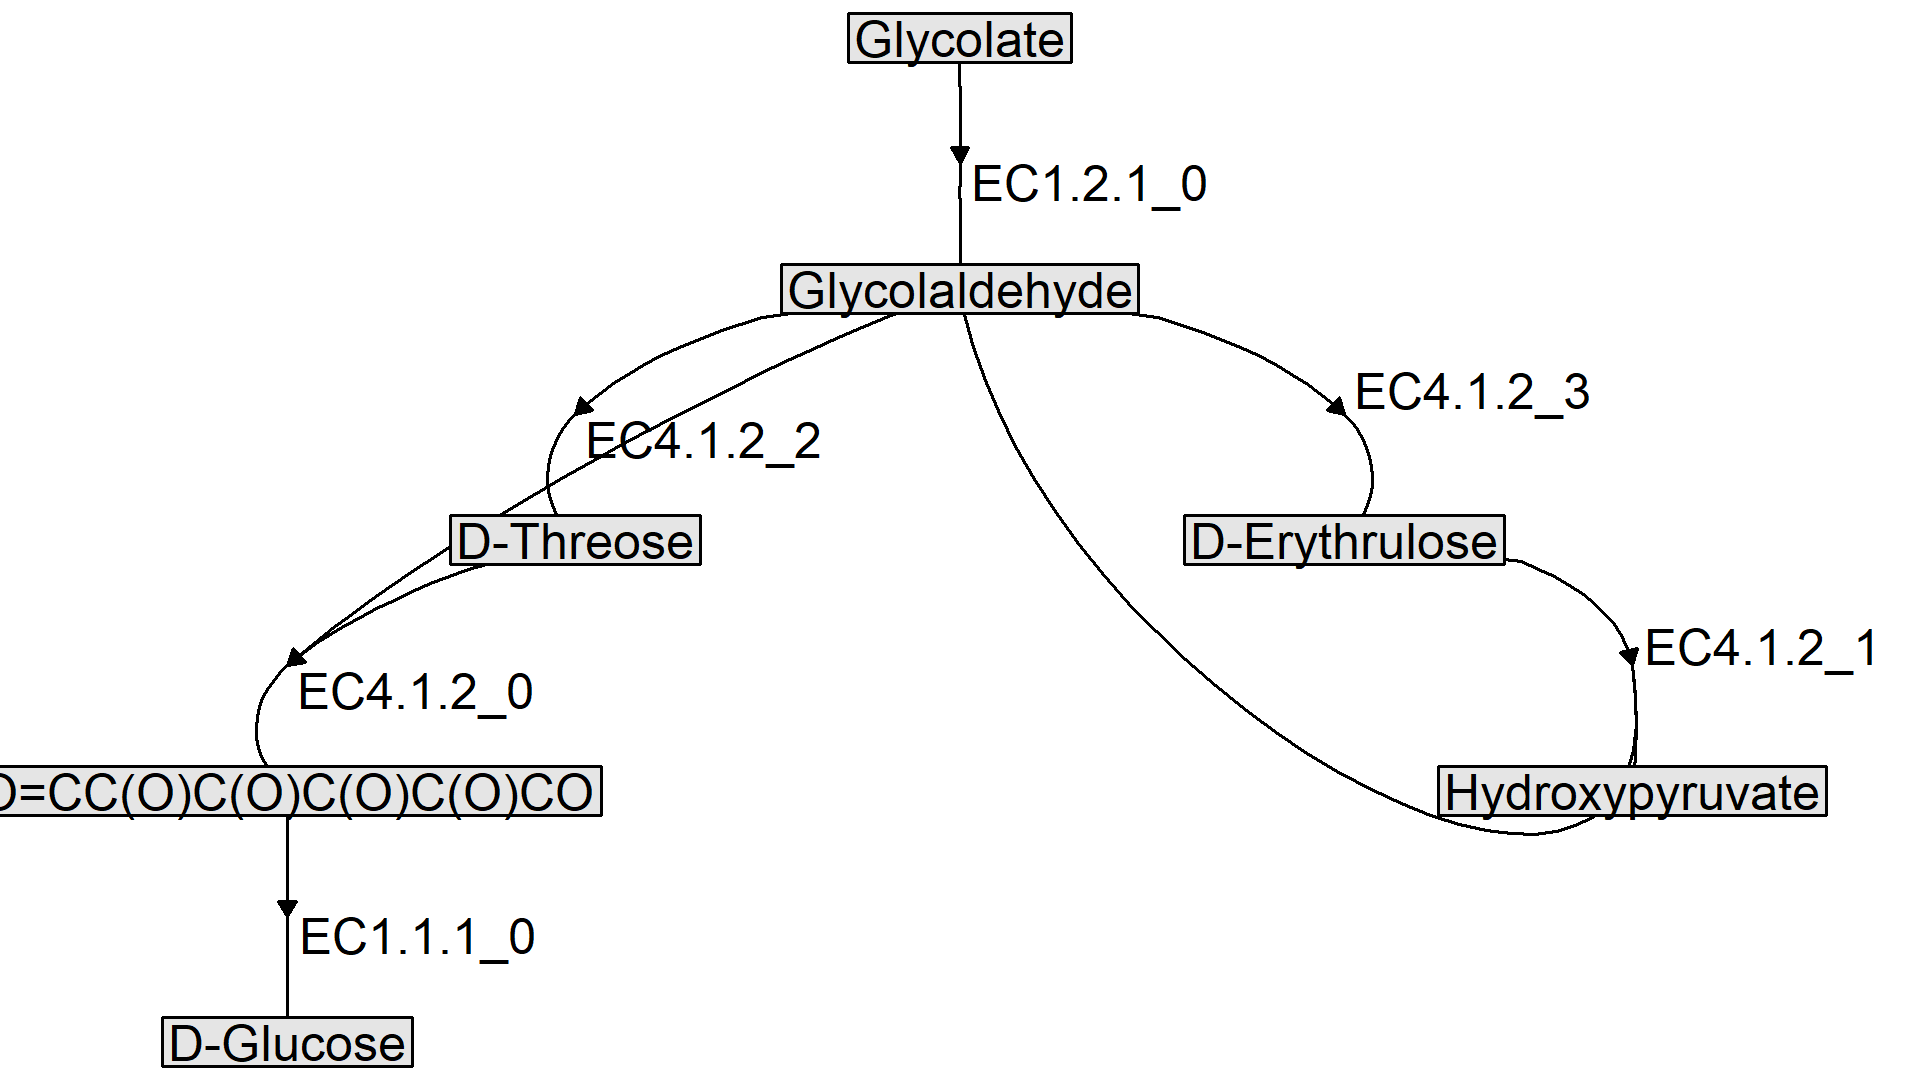 Glycolate
EC1.2.1_0
Glycolaldehyde
EC4.1.2_3
EC4.1.2_2
D-Threose
D-Erythrulose
EC4.1.2_1
EC4.1.2_0
O=CC(O)C(O)C(O)C(O)CO
Hydroxypyruvate
EC1.1.1_0
D-Glucose